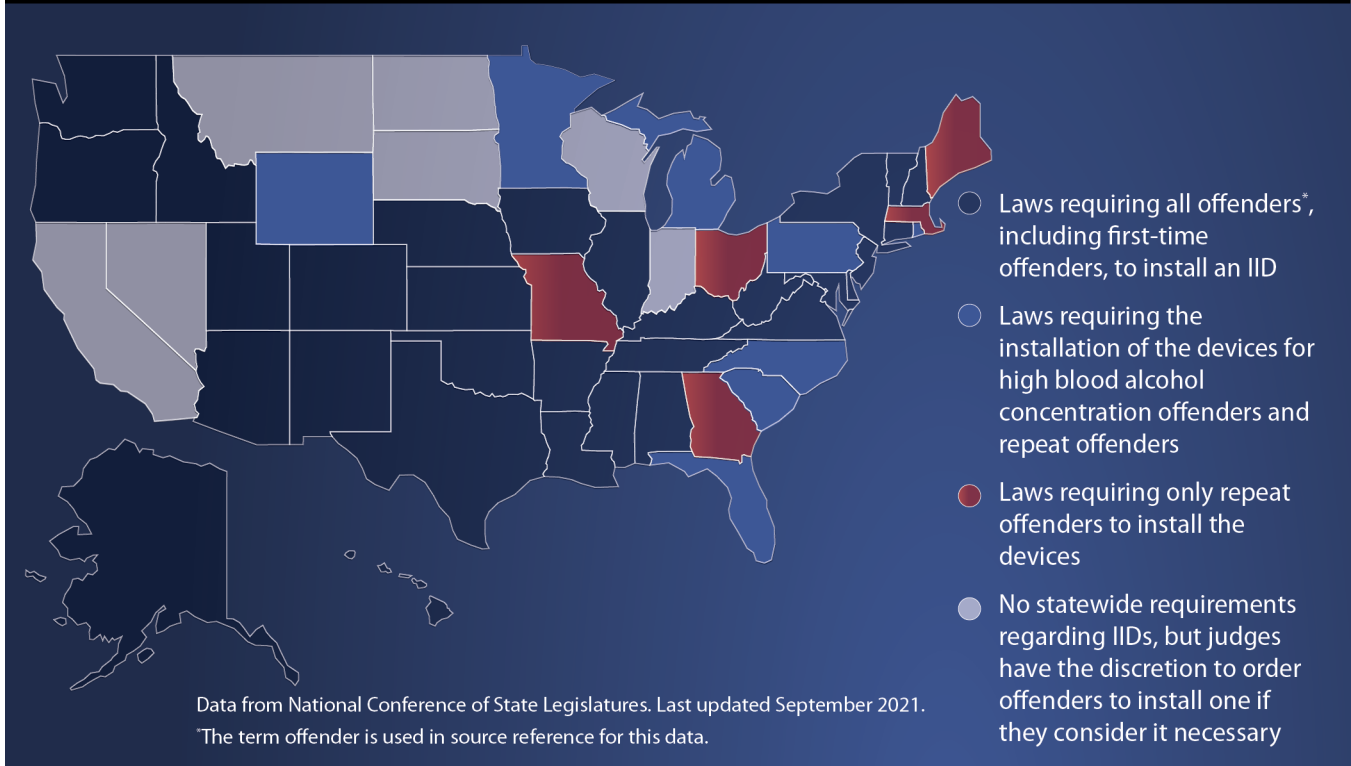 Laws requiring all offenders*,
including first-time
offenders, to install an IID
Laws requiring the
installation of the devices for
high blood alcohol
concentration offenders and
repeat offenders
Laws requiring only repeat
offenders to install the
devices
No statewide requirements
regarding IIDs, but judges
have the discretion to order
offenders to install one if
they consider it necessary
Data from National Conference of State Legislatures. Last updated September 2021.
*The term offender is used in source reference for this data.